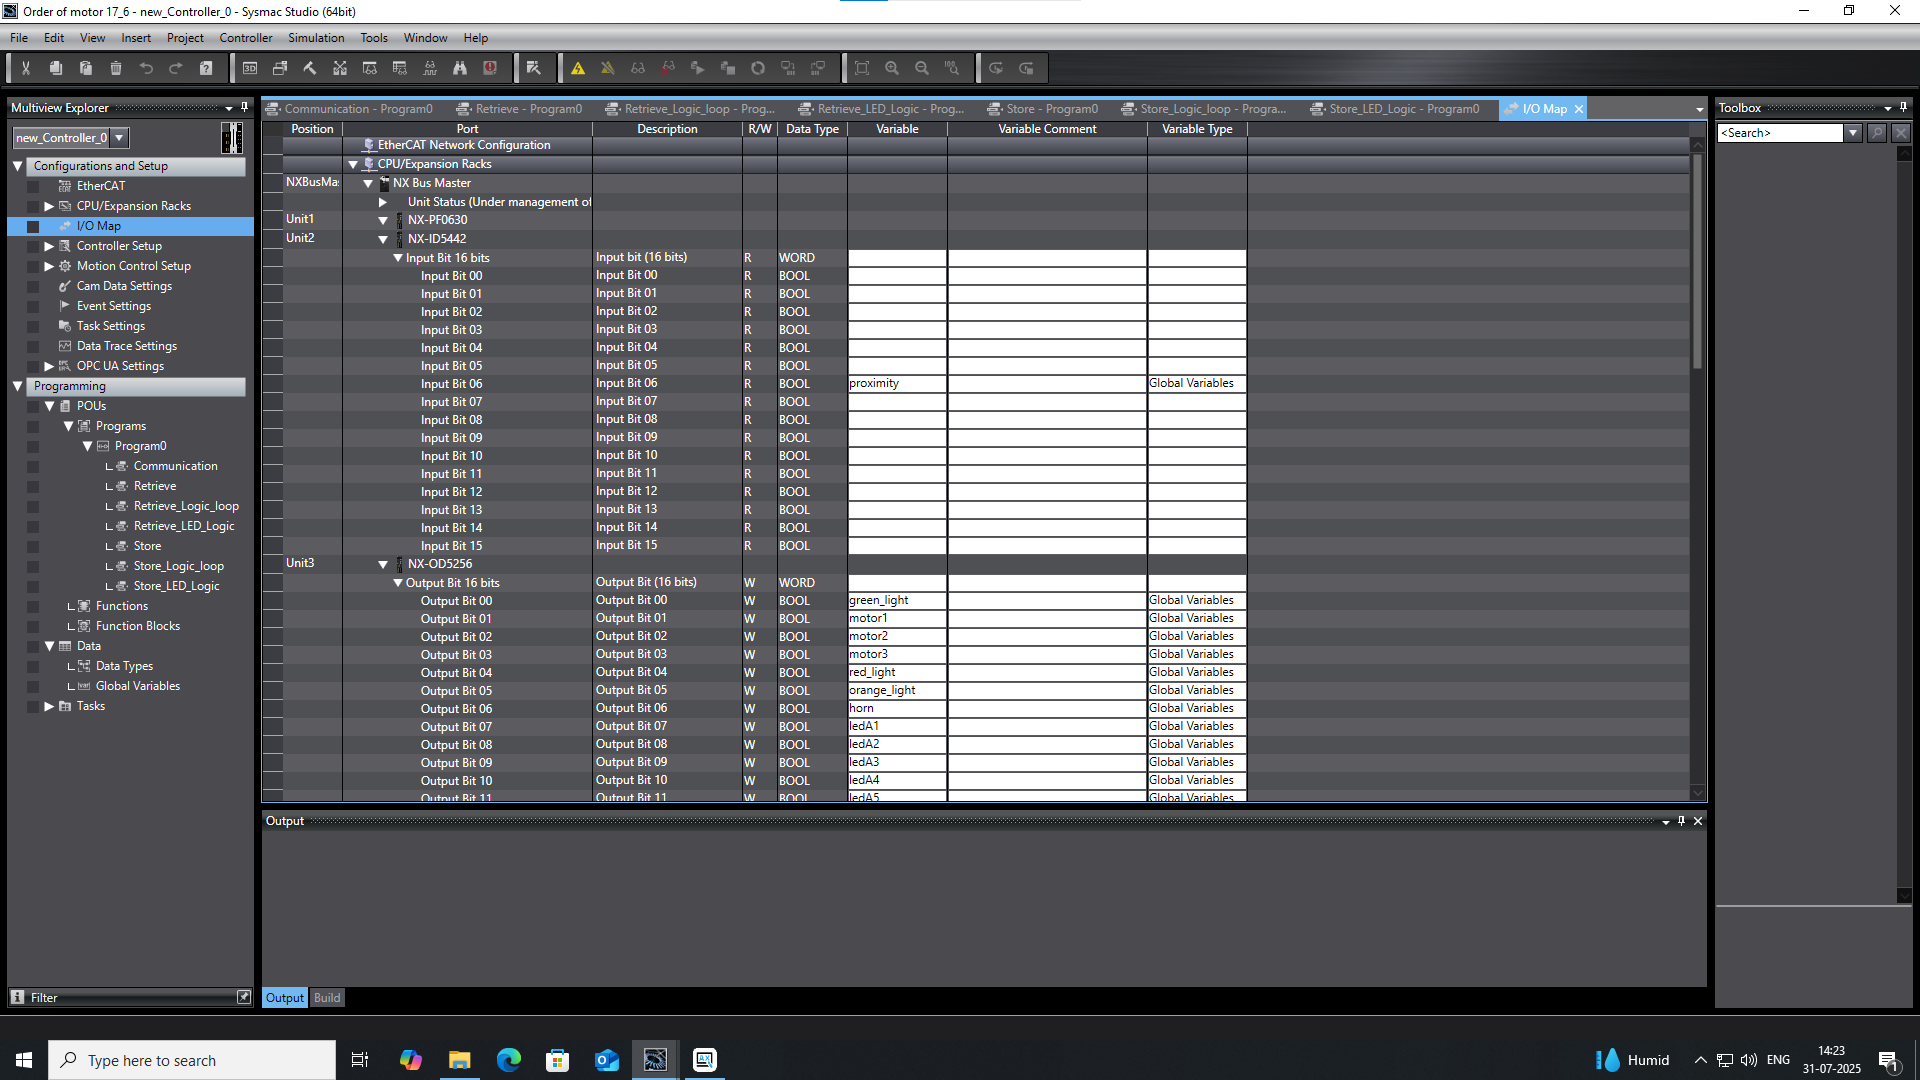 Order of motor 17_6 - new_Controller_0 - Sysmac Studio (64bit)
File Edit View Insert Project Controller Simulation Tools Window Help
Multiview Explorer
new_Controller_0
Configurations and Setup
EtherCAT
CPU/Expansion Racks
I/O Map
Controller Setup
Motion Control Setup
Cam Data Settings
Event Settings
Task Settings
Data Trace Settings
OPC UA Settings
Programming
POUs
Programs
Program0
Communication
Retrieve
Retrieve_Logic_loop
Retrieve_LED_Logic
Store
Store_Logic_loop
Store_LED_Logic
Functions
Function Blocks
Data
Data Types
Global Variables
Tasks
Filter
Communication - Program0 Retrieve - Program0 Retrieve_Logic_loop - Prog... Retrieve_LED_Logic - Prog... Store - Program0 Store_Logic_loop - Progra... Store_LED_Logic - Program0 I/O Map
Position Port Description R/W Data Type Variable Variable Comment Variable Type
EtherCAT Network Configuration
CPU/Expansion Racks
NXBusMa NX Bus Master
Unit Status (Under management of
Unit1 NX-PF0630
Unit2 NX-ID5442
Input Bit 16 bits Input bit (16 bits) R WORD
Input Bit 00 Input Bit 00 R BOOL
Input Bit 01 Input Bit 01 R BOOL
Input Bit 02 Input Bit 02 R BOOL
Input Bit 03 Input Bit 03 R BOOL
Input Bit 04 Input Bit 04 R BOOL
Input Bit 05 Input Bit 05 R BOOL
Input Bit 06 Input Bit 06 R BOOL proximity Global Variables
Input Bit 07 Input Bit 07 R BOOL
Input Bit 08 Input Bit 08 R BOOL
Input Bit 09 Input Bit 09 R BOOL
Input Bit 10 Input Bit 10 R BOOL
Input Bit 11 Input Bit 11 R BOOL
Input Bit 12 Input Bit 12 R BOOL
Input Bit 13 Input Bit 13 R BOOL
Input Bit 14 Input Bit 14 R BOOL
Input Bit 15 Input Bit 15 R BOOL
Unit3 NX-OD5256
Output Bit 16 bits Output Bit (16 bits) W WORD
Output Bit 00 Output Bit 00 W BOOL green_light Global Variables
Output Bit 01 Output Bit 01 W BOOL motor1 Global Variables
Output Bit 02 Output Bit 02 W BOOL motor2 Global Variables
Output Bit 03 Output Bit 03 W BOOL motor3 Global Variables
Output Bit 04 Output Bit 04 W BOOL red_light Global Variables
Output Bit 05 Output Bit 05 W BOOL orange_light Global Variables
Output Bit 06 Output Bit 06 W BOOL horn Global Variables
Output Bit 07 Output Bit 07 W BOOL ledA1 Global Variables
Output Bit 08 Output Bit 08 W BOOL ledA2 Global Variables
Output Bit 09 Output Bit 09 W BOOL ledA3 Global Variables
Output Bit 10 Output Bit 10 W BOOL ledA4 Global Variables
Output Bit 11 Output Bit 11 W BOOL ledA5 Global Variables
Output
Output Build
Toolbox
<Search>
Type here to search
Humid
ENG
14:23
31-07-2025
1